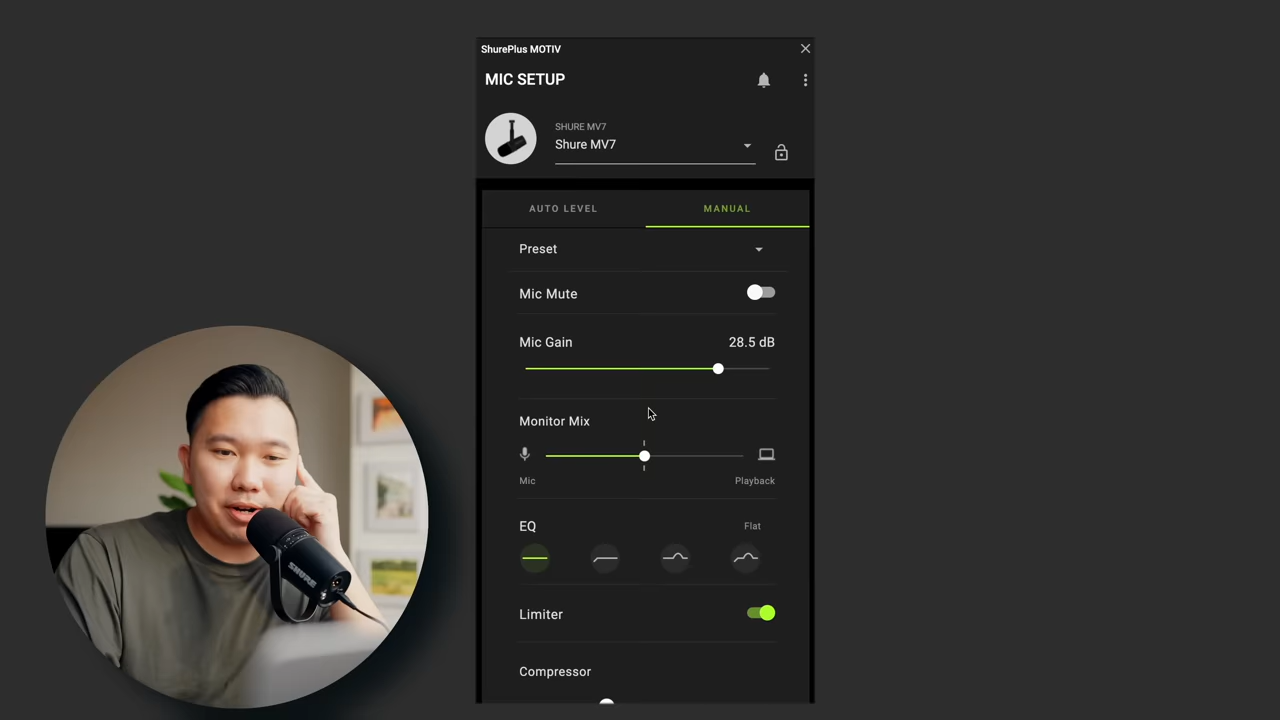 ShurePlus MOTIV
MIC SETUP
SHURE MV7
Shure MV7
AUTO LEVEL MANUAL
Preset
Mic Mute
Mic Gain 28.5 dB
Monitor Mix
Mic Playback
EQ Flat
Limiter
Compressor
SHURE